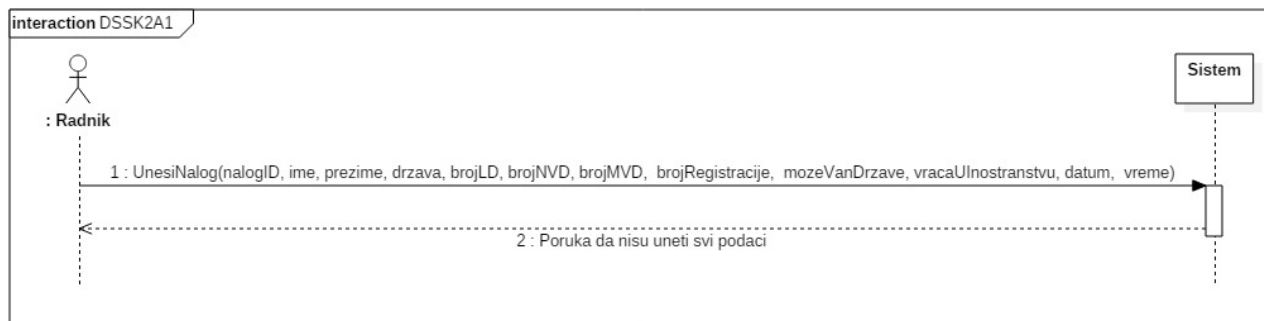 interaction DSSK2A1
Sistem
: Radnik
1 : UnesiNalog(nalogID, ime, prezime, drzava, brojLD, brojNVD, brojMVD, brojRegistracije, mozeVanDrzave, vracaUInostranstvu, datum, vreme)
2 : Poruka da nisu uneti svi podaci